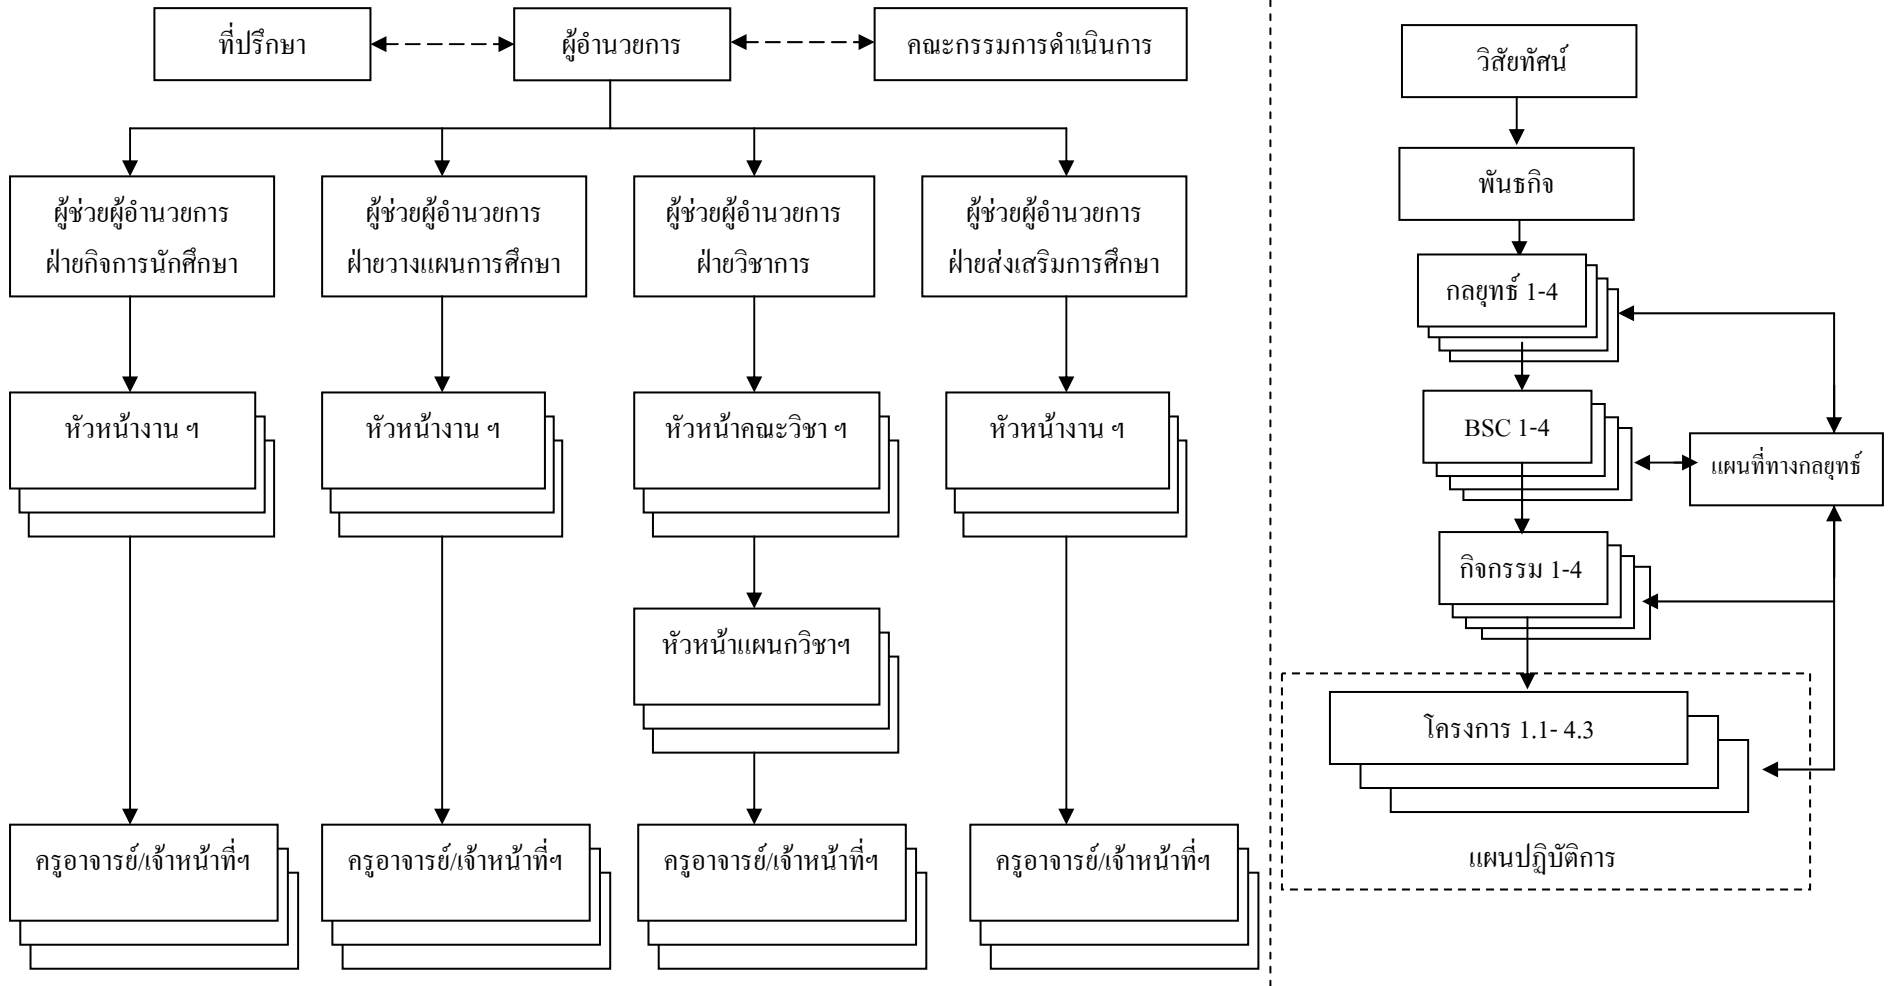 ที่ปรึกษา
ผู้อำนวยการ
คณะกรรมการดำเนินการ
ผู้ช่วยผู้อำนวยการ
ฝ่ายกิจการนักศึกษา
ผู้ช่วยผู้อำนวยการ
ฝ่ายวางแผนการศึกษา
ผู้ช่วยผู้อำนวยการ
ฝ่ายวิชาการ
ผู้ช่วยผู้อำนวยการ
ฝ่ายส่งเสริมการศึกษา
หัวหน้างาน ฯ
หัวหน้างาน ฯ
หัวหน้าคณะวิชา ฯ
หัวหน้างาน ฯ
หัวหน้าแผนกวิชาฯ
ครูอาจารย์/เจ้าหน้าที่ฯ
ครูอาจารย์/เจ้าหน้าที่ฯ
ครูอาจารย์/เจ้าหน้าที่ฯ
ครูอาจารย์/เจ้าหน้าที่ฯ
วิสัยทัศน์
พันธกิจ
กลยุทธ์ 1-4
BSC 1-4
แผนที่ทางกลยุทธ์
กิจกรรม 1-4
โครงการ 1.1- 4.3
แผนปฏิบัติการ